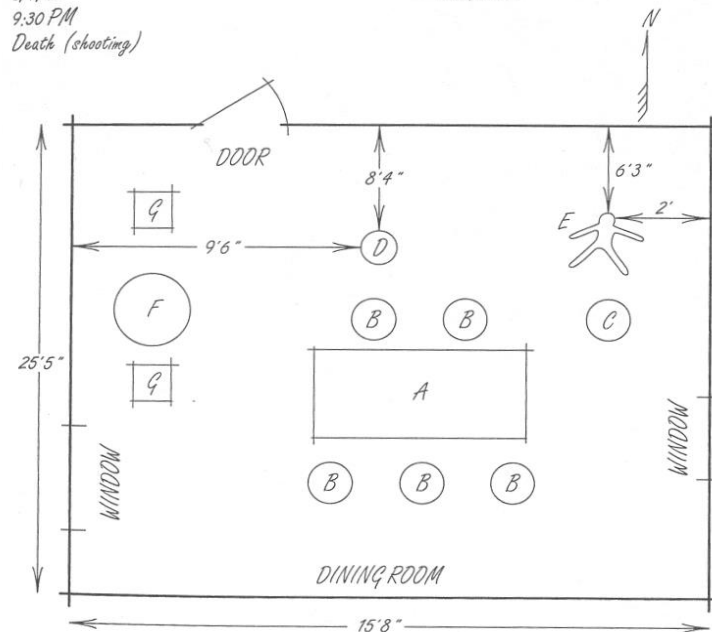 9:30 PM
Death (shooting)
N
DOOR
8'4"
6'3"
2'
G
9'6"
D
E
F
B
B
C
25'5"
G
A
WINDOW
WINDOW
B
B
B
DINING ROOM
15'8"